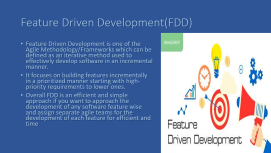 Feature Driven Development(FDD)
• Feature Driven Development is one of the
Agile Methodology/Frameworks which can be
defined as an iterative method used to
effectively develop software in an incremental
manner.
• It focuses on building features incrementally
in a prioritized manner starting with high-
priority requirements to lower ones.
• Overall FDD is an efficient and simple
approach if you want to approach the
development of any software feature wise
and assign separate agile teams for the
development of each feature for efficient and
time
Feature
Driven Development